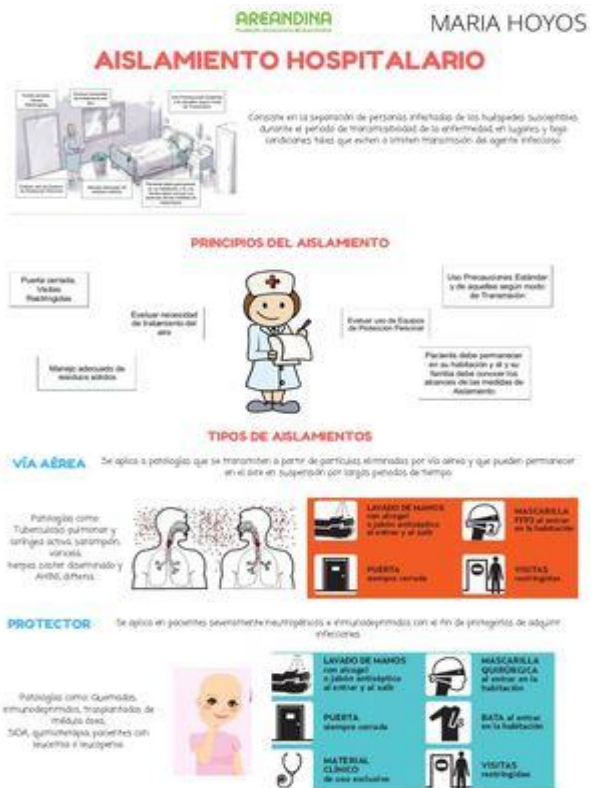 AREANDINA
MARIA HOYOS
AISLAMIENTO HOSPITALARIO
Consiste en la separación de personas infectadas de los huéspedes susceptibles
durante el periodo de transmisibilidad de la enfermedad, en lugares y bajo
condiciones tales que eviten o limiten transmisión del agente infeccioso
PRINCIPIOS DEL AISLAMIENTO
Puerta cerrada,
Visitas
Restringidas
Evaluar necesidad
de tratamiento del
aire
Manejo adecuado de
residuos sólidos
Uso Precauciones Estándar
y de aquellas según modo
de Transmisión
Evaluar uso de Equipos
de Protección Personal
Paciente debe permanecer
en su habitación y él y su
familia debe conocer los
alcances de las medidas de
Aislamiento
TIPOS DE AISLAMIENTOS
VÍA AÉREA
Se aplica a patologías que se transmiten a partir de partículas eliminadas por vía aérea y que pueden permanecer
en el aire en suspensión por largos periodos de tiempo
Patologías como:
Tuberculosis pulmonar y
laríngea activa, sarampión,
varicela,
herpes zoster diseminado y
AH1N1, difteria.
LAVADO DE MANOS
con alcogel
o jabón antiséptico
al entrar y al salir
MASCARILLA
FFP2 al entrar
en la habitación
PUERTA
siempre cerrada
VISITAS
restringidas
PROTECTOR
Se aplica en pacientes severamente neutropénicos e inmunodeprimidos con el fin de protegerlos de adquirir
infecciones
Patologías como: Quemados,
inmunodeprimidos, trasplantados de
médula ósea,
SIDA, quimioterapia, pacientes con
leucemia o leucopenia
LAVADO DE MANOS
con alcogel
o jabón antiséptico
al entrar y al salir
MASCARILLA
QUIRÚRGICA
al entrar en la
habitación
PUERTA
siempre cerrada
BATA al entrar
en la habitación
MATERIAL
CLÍNICO
de uso exclusivo
VISITAS
restringidas